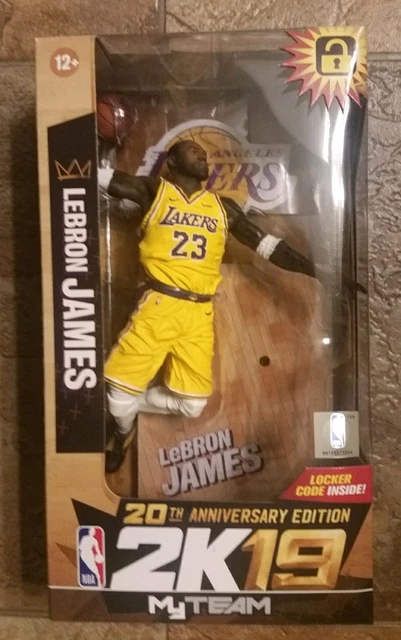 12+
LeBRON JAMES
LOS ANGELES
LAKERS
LAKERS
23
LeBRON
JAMES
LOCKER
CODE INSIDE!
20TH ANNIVERSARY EDITION
NBA
2K19
MyTEAM